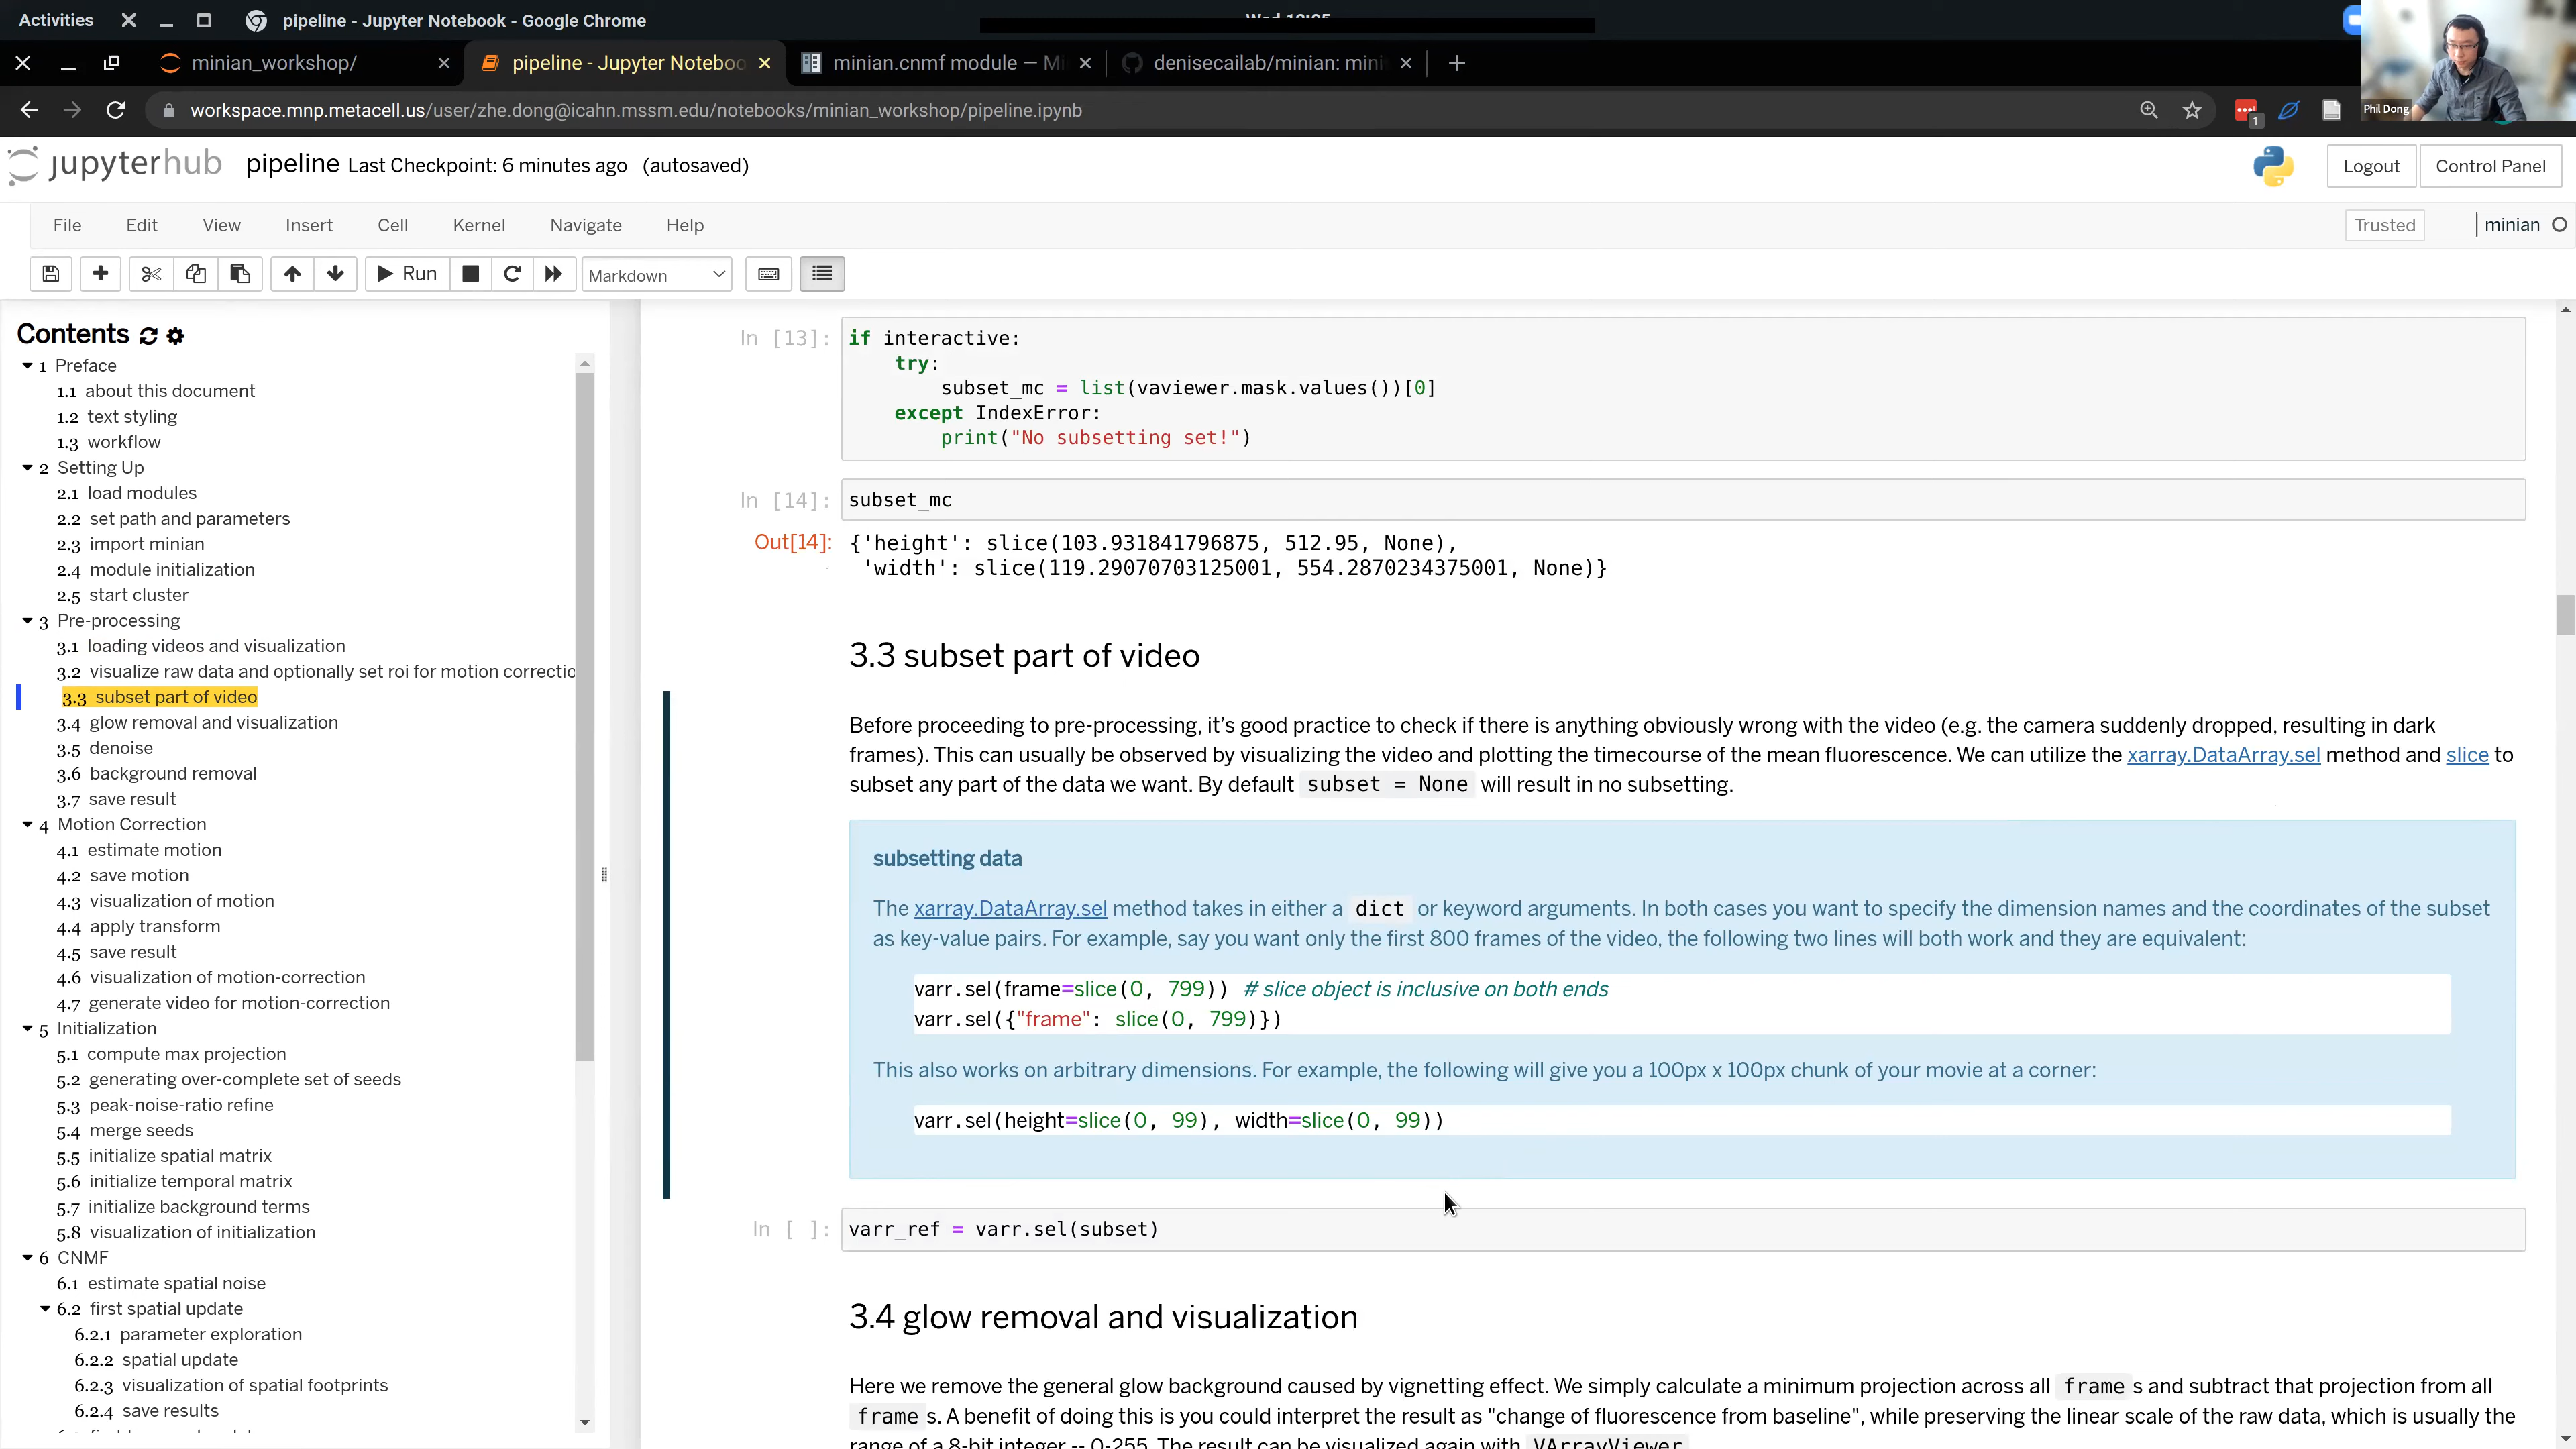 Activities
pipeline - Jupyter Notebook - Google Chrome
minian_workshop/
pipeline - Jupyter Noteboo
minian.cnmf module — Mi
denisecailab/minian: mini
workspace.mnp.metacell.us/user/zhe.dong@icahn.mssm.edu/notebooks/minian_workshop/pipeline.ipynb
1
Phil Dong
jupyterhub
pipeline Last Checkpoint: 6 minutes ago (autosaved)
Logout
Control Panel
File Edit View Insert Cell Kernel Navigate Help
Trusted
minian
Run
Markdown
Contents
1 Preface
1.1 about this document
1.2 text styling
1.3 workflow
2 Setting Up
2.1 load modules
2.2 set path and parameters
2.3 import minian
2.4 module initialization
2.5 start cluster
3 Pre-processing
3.1 loading videos and visualization
3.2 visualize raw data and optionally set roi for motion correctio
3.3 subset part of video
3.4 glow removal and visualization
3.5 denoise
3.6 background removal
3.7 save result
4 Motion Correction
4.1 estimate motion
4.2 save motion
4.3 visualization of motion
4.4 apply transform
4.5 save result
4.6 visualization of motion-correction
4.7 generate video for motion-correction
5 Initialization
5.1 compute max projection
5.2 generating over-complete set of seeds
5.3 peak-noise-ratio refine
5.4 merge seeds
5.5 initialize spatial matrix
5.6 initialize temporal matrix
5.7 initialize background terms
5.8 visualization of initialization
6 CNMF
6.1 estimate spatial noise
6.2 first spatial update
6.2.1 parameter exploration
6.2.2 spatial update
6.2.3 visualization of spatial footprints
6.2.4 save results
In [13]:
if interactive:
try:
subset_mc = list(vaviewer.mask.values())[0]
except IndexError:
print("No subsetting set!")
In [14]:
subset_mc
Out[14]:
{'height': slice(103.931841796875, 512.95, None),
'width': slice(119.29070703125001, 554.2870234375001, None)}
3.3 subset part of video
Before proceeding to pre-processing, it's good practice to check if there is anything obviously wrong with the video (e.g. the camera suddenly dropped, resulting in dark
frames). This can usually be observed by visualizing the video and plotting the timecourse of the mean fluorescence. We can utilize the xarray.DataArray.sel method and slice to
subset any part of the data we want. By default subset = None will result in no subsetting.
subsetting data
The xarray.DataArray.sel method takes in either a dict or keyword arguments. In both cases you want to specify the dimension names and the coordinates of the subset
as key-value pairs. For example, say you want only the first 800 frames of the video, the following two lines will both work and they are equivalent:
varr.sel(frame=slice(0, 799)) # slice object is inclusive on both ends
varr.sel({"frame": slice(0, 799)})
This also works on arbitrary dimensions. For example, the following will give you a 100px x 100px chunk of your movie at a corner:
varr.sel(height=slice(0, 99), width=slice(0, 99))
In [ ]:
varr_ref = varr.sel(subset)
3.4 glow removal and visualization
Here we remove the general glow background caused by vignetting effect. We simply calculate a minimum projection across all frame s and subtract that projection from all
frame s. A benefit of doing this is you could interpret the result as "change of fluorescence from baseline", while preserving the linear scale of the raw data, which is usually the
range of a 8-bit integer -- 0-255. The result can be visualized again with VArrayViewer